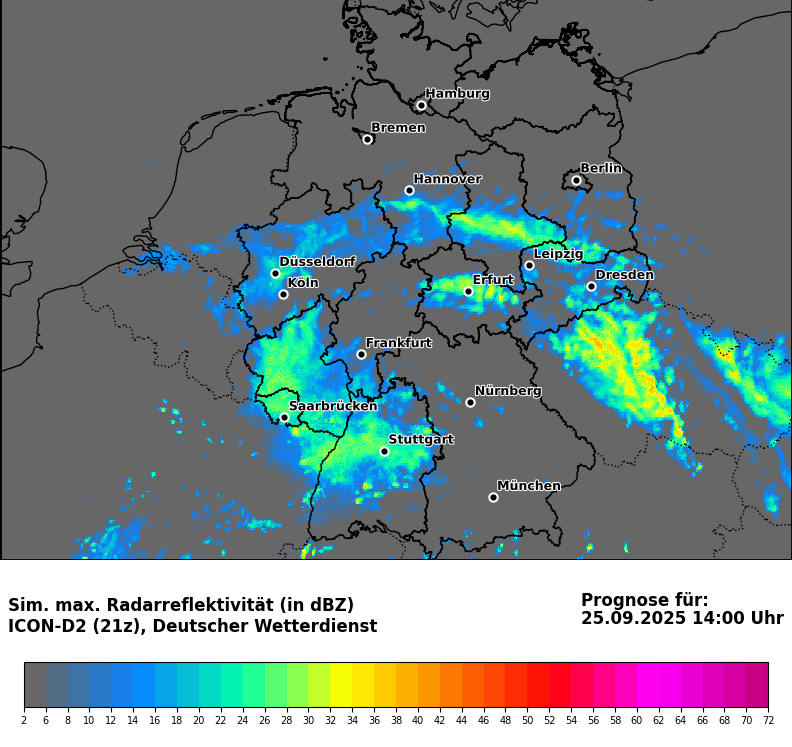 Hamburg
Bremen
Berlin
Hannover
Leipzig
Düsseldorf
Dresden
Köln
Erfurt
Frankfurt
Nürnberg
Saarbrücken
Stuttgart
München
Sim. max. Radarreflektivität (in dBZ)
ICON-D2 (21z), Deutscher Wetterdienst
Prognose für:
25.09.2025 14:00 Uhr
2 6 8 10 12 14 16 18 20 22 24 26 28 30 32 34 36 38 40 42 44 46 48 50 52 54 56 58 60 62 64 66 68 70 72